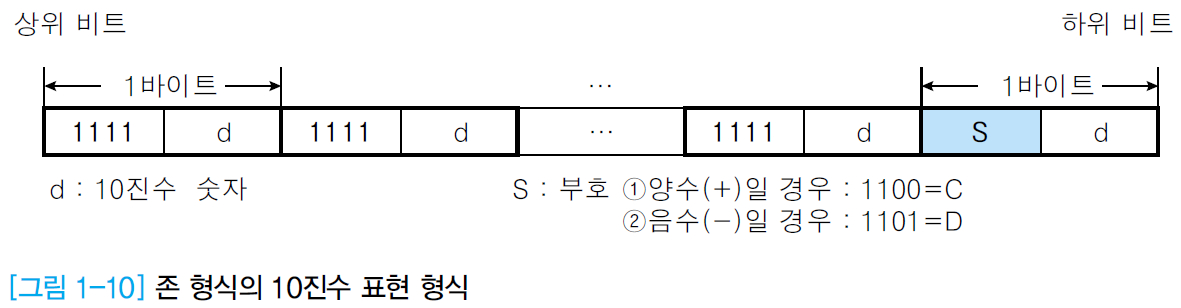 상위 비트 하위 비트
1바이트 ··· 1바이트
1111 d 1111 d ··· 1111 d S d
d : 10진수 숫자 S : 부호 ①양수(+)일 경우 : 1100=C
②음수(−)일 경우 : 1101=D
[그림 1-10] 존 형식의 10진수 표현 형식